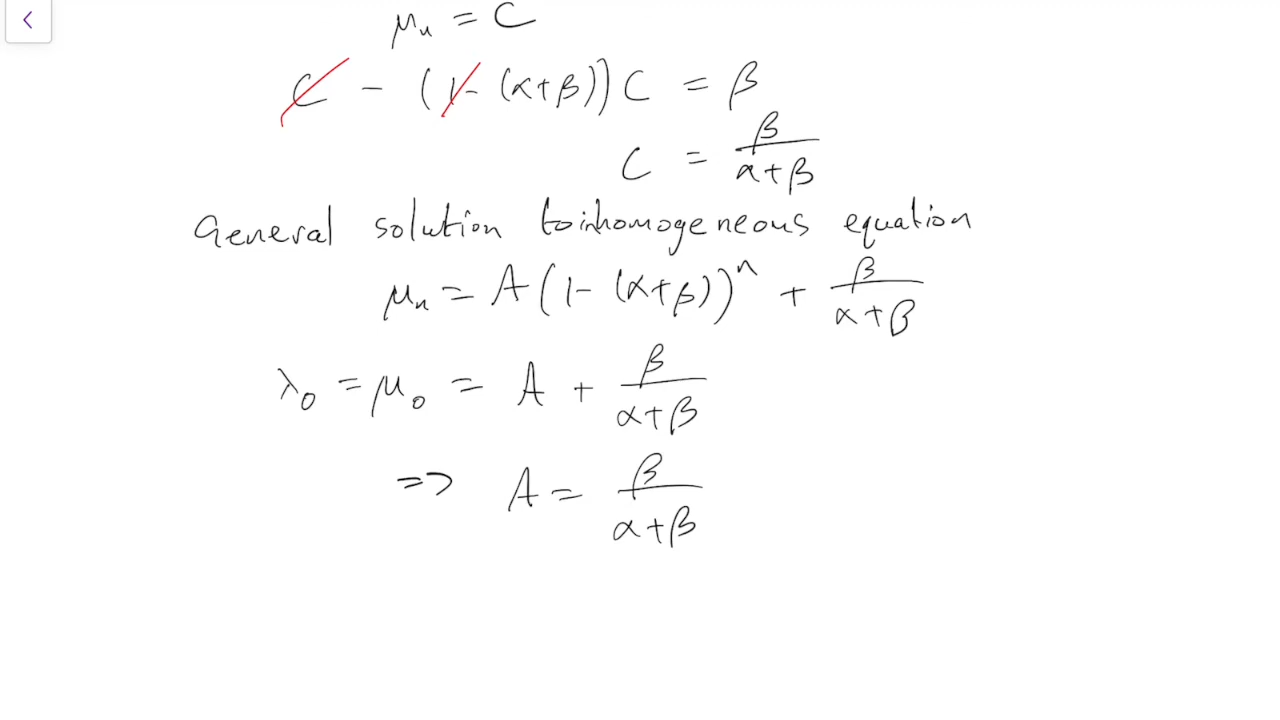 μₙ = C
C - (1 - (α+β)) C = β
C = β/(α+β)
General solution to inhomogeneous equation
μₙ = A (1 - (α+β))ⁿ + β/(α+β)
λ₀ = μ₀ = A + β/(α+β)
=> A = β/(α+β)